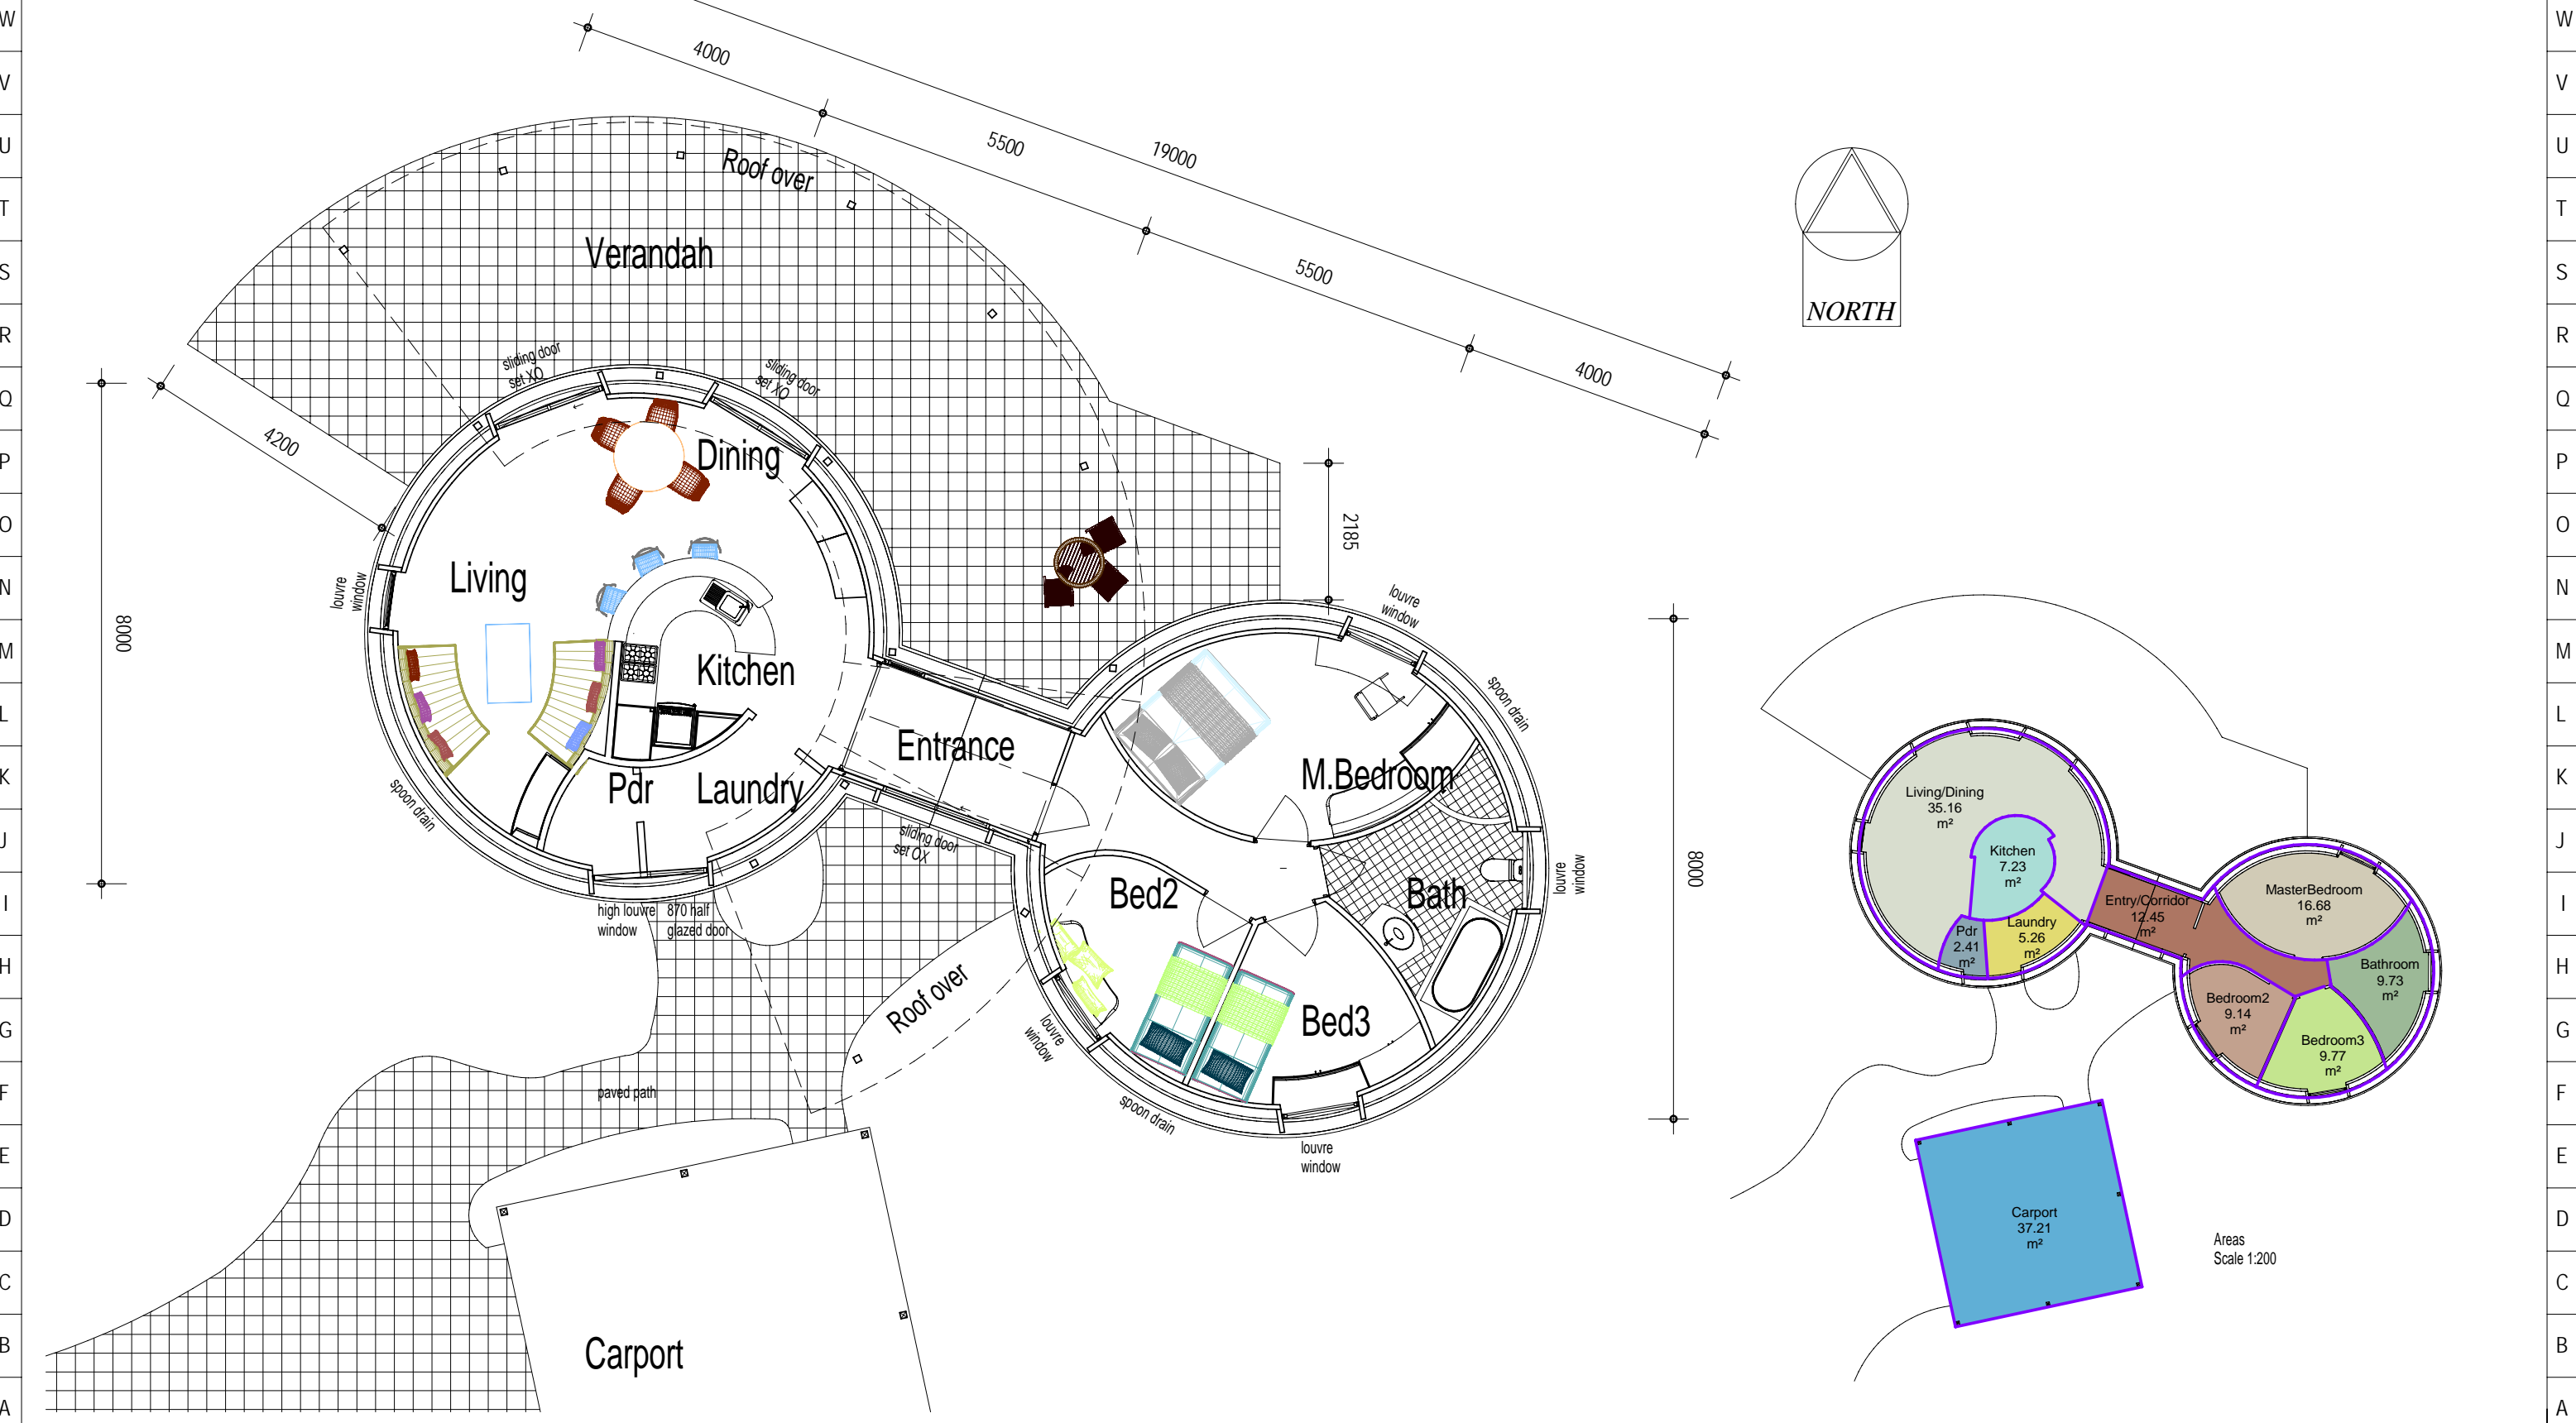 W
V
U
T
S
R
Q
P
O
N
M
L
K
J
I
H
G
F
E
D
C
B
A
4000
5500
19000
5500
4000
4200
8000
2185
8000
NORTH
Roof over
Verandah
sliding door
set XO
sliding door
set XO
Dining
Living
louvre
window
Kitchen
Entrance
Pdr
Laundry
spoon drain
sliding door
set OX
high louvre
window
870 half
glazed door
louvre
window
spoon drain
M.Bedroom
Bed2
Bath
louvre
window
Bed3
louvre
window
spoon drain
louvre
window
Roof over
paved path
Carport
Living/Dining
35.16
m²
Kitchen
7.23
m²
Pdr
2.41
m²
Laundry
5.26
m²
Entry/Corridor
12.45
m²
MasterBedroom
16.68
m²
Bathroom
9.73
m²
Bedroom2
9.14
m²
Bedroom3
9.77
m²
Carport
37.21
m²
Areas
Scale 1:200
W
V
U
T
S
R
Q
P
O
N
M
L
K
J
I
H
G
F
E
D
C
B
A